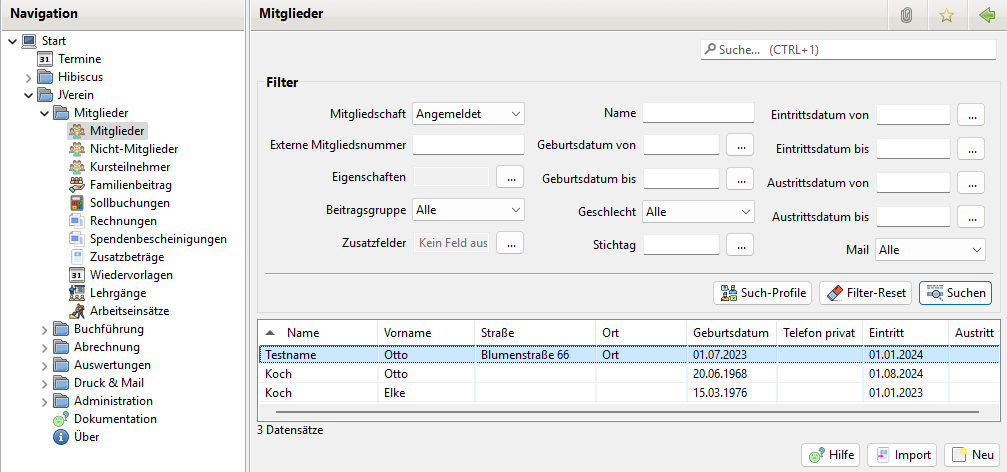 Navigation
Start
31 Termine
Hibiscus
JVerein
Mitglieder
Mitglieder
Nicht-Mitglieder
Kursteilnehmer
Familienbeitrag
Sollbuchungen
Rechnungen
Spendenbescheinigungen
Zusatzbeträge
31 Wiedervorlagen
Lehrgänge
Arbeitseinsätze
Buchführung
Abrechnung
Auswertungen
Druck & Mail
Administration
Dokumentation
Über
Mitglieder
Suche... (CTRL+1)
Filter
Mitgliedschaft Angemeldet Name Eintrittsdatum von ...
Externe Mitgliedsnummer Geburtsdatum von ... Eintrittsdatum bis ...
Eigenschaften ... Geburtsdatum bis ... Austrittsdatum von ...
Beitragsgruppe Alle Geschlecht Alle Austrittsdatum bis ...
Zusatzfelder Kein Feld aus ... Stichtag ... Mail Alle
Such-Profile Filter-Reset Suchen
Name Vorname Straße Ort Geburtsdatum Telefon privat Eintritt Austritt
Testname Otto Blumenstraße 66 Ort 01.07.2023 01.01.2024
Koch Otto 20.06.1968 01.08.2024
Koch Elke 15.03.1976 01.01.2023
3 Datensätze
Hilfe Import Neu